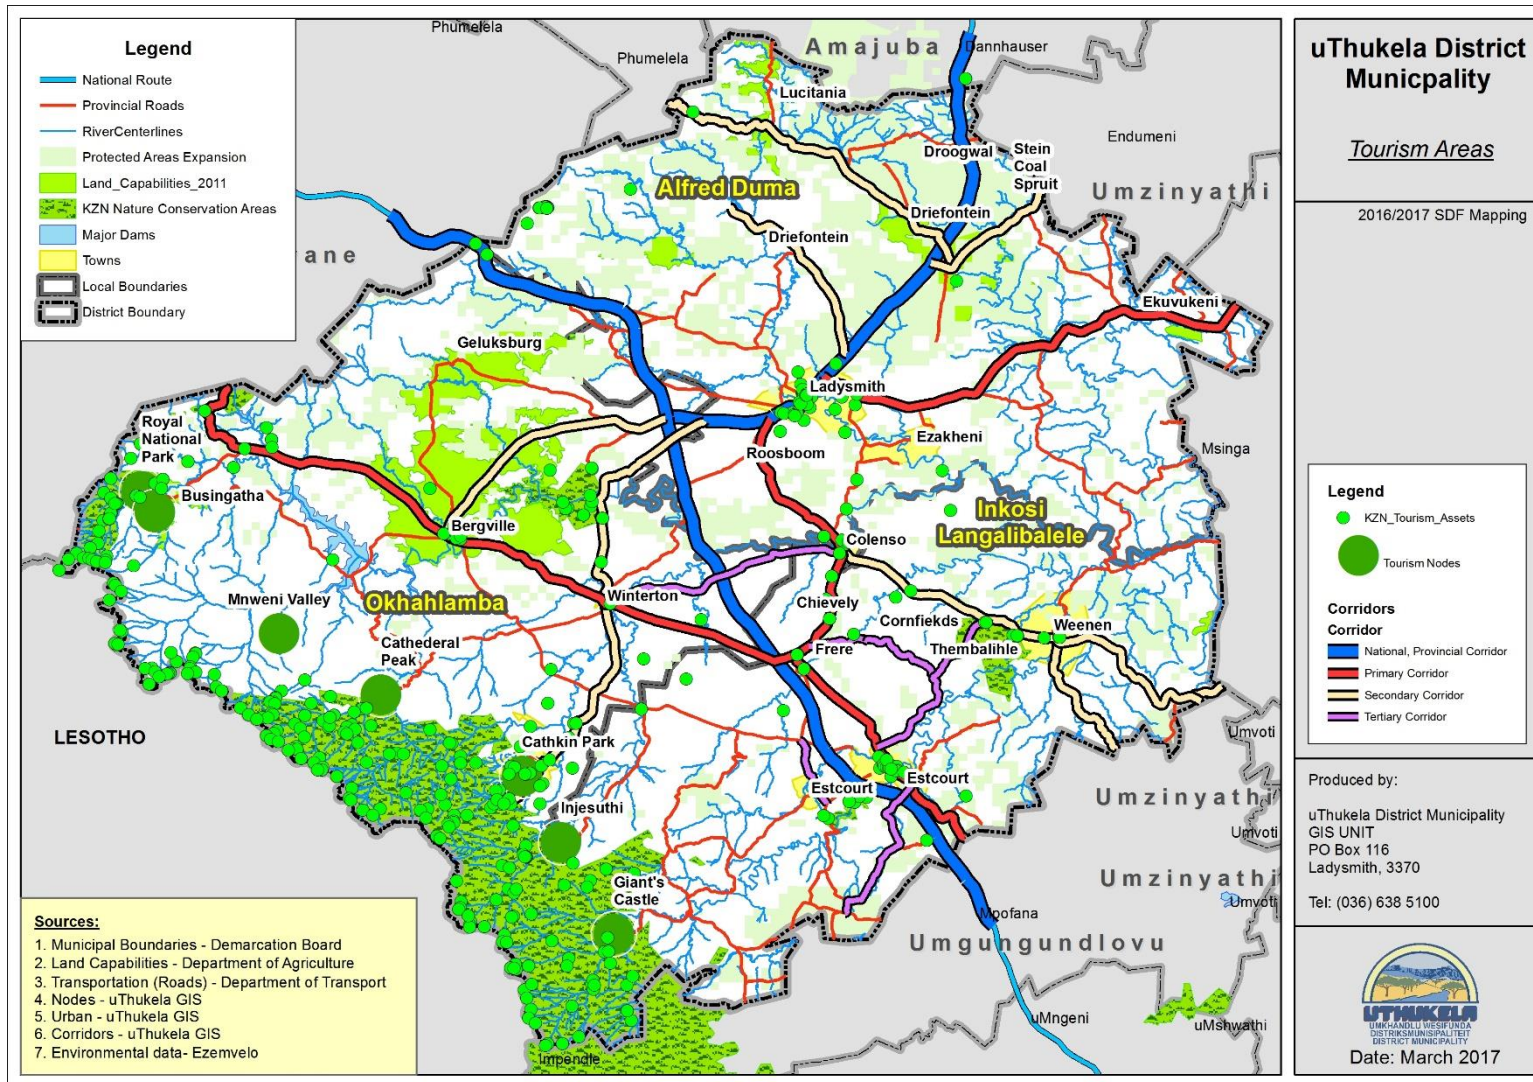 Legend
National Route
Provincial Roads
RiverCenterlines
Protected Areas Expansion
Land_Capabilities_2011
KZN Nature Conservation Areas
Major Dams
Towns
Local Boundaries
District Boundary
Phumelela
Phumelela
Amajuba
Dannhauser
Lucitania
Endumeni
Droogwal
Stein
Coal
Spruit
Umzinyathi
Alfred Duma
Driefontein
Driefontein
ane
Ekuvukeni
Geluksburg
Ladysmith
Royal
National
Park
Ezakheni
Msinga
Roosboom
Busingatha
Bergville
Inkosi
Langalibalele
Colenso
Mnweni Valley
Okhahlamba
Winterton
Chievely
Cornfiekds
Weenen
Cathederal
Peak
Frere
Thembalihle
LESOTHO
Cathkin Park
Umvoti
Estcourt
Estcourt
Injesuthi
Umzinyathi
Umvoti
Giant's
Castle
Umzinyathi
Umvoti
Mpofana
Umgungundlovu
uMngeni
uMshwathi
Impendle
Sources:
1. Municipal Boundaries - Demarcation Board
2. Land Capabilities - Department of Agriculture
3. Transportation (Roads) - Department of Transport
4. Nodes - uThukela GIS
5. Urban - uThukela GIS
6. Corridors - uThukela GIS
7. Environmental data- Ezemvelo
uThukela District
Municpality
Tourism Areas
2016/2017 SDF Mapping
Legend
KZN_Tourism_Assets
Tourism Nodes
Corridors
Corridor
National, Provincial Corridor
Primary Corridor
Secondary Corridor
Tertiary Corridor
Produced by:
uThukela District Municipality
GIS UNIT
PO Box 116
Ladysmith, 3370
Tel: (036) 638 5100
UTHUKELA
UMKHANDLU WESIFUNDA
DISTRIKSMUNISIPALITEIT
DISTRICT MUNICIPALITY
Date: March 2017